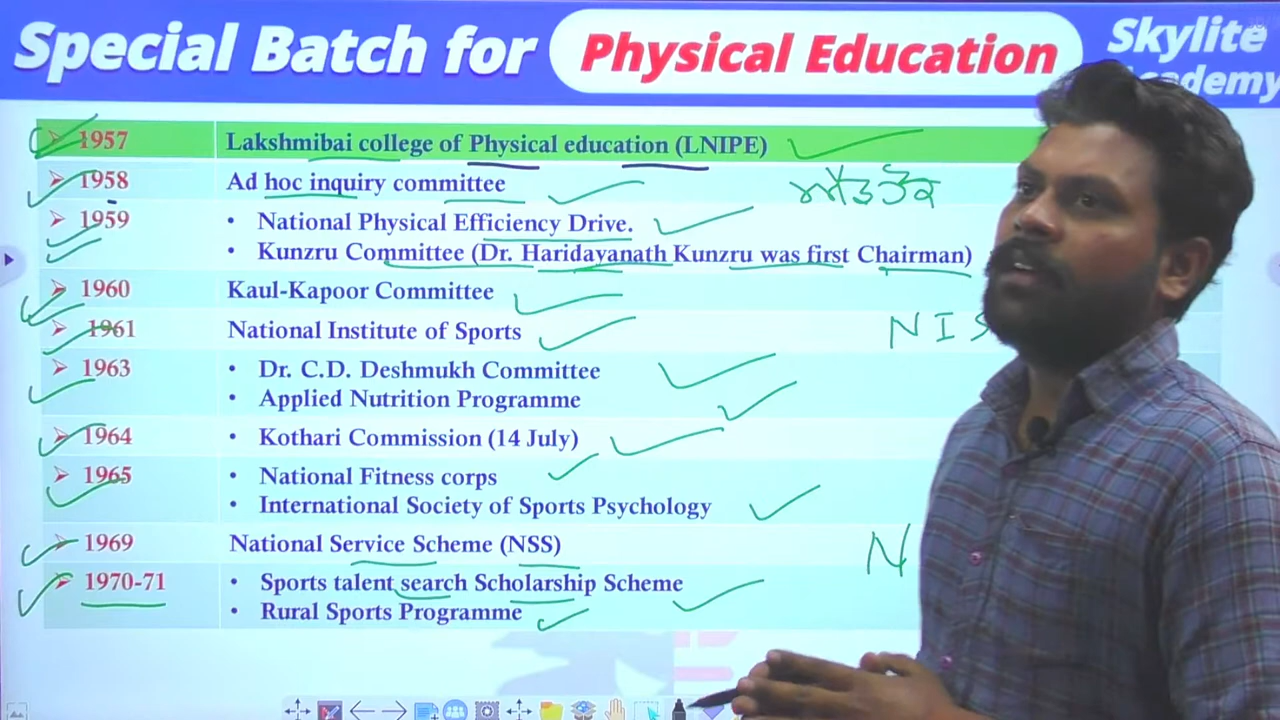 Special Batch for Physical Education Skylite
Academy
1957 Lakshmibai college of Physical education (LNIPE)
1958 Ad hoc inquiry committee
1959 • National Physical Efficiency Drive.
• Kunzru Committee (Dr. Haridayanath Kunzru was first Chairman)
1960 Kaul-Kapoor Committee
1961 National Institute of Sports
NIS
1963 • Dr. C.D. Deshmukh Committee
• Applied Nutrition Programme
1964 • Kothari Commission (14 July)
1965 • National Fitness corps
• International Society of Sports Psychology
1969 National Service Scheme (NSS)
N
1970-71 • Sports talent search Scholarship Scheme
• Rural Sports Programme